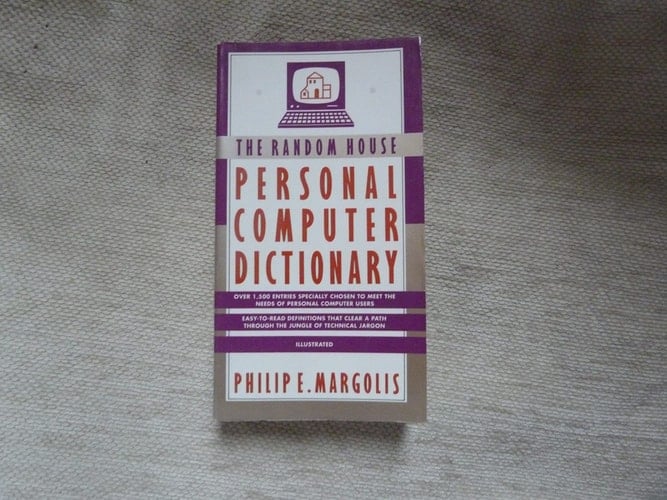 THE RANDOM HOUSE
PERSONAL
COMPUTER
DICTIONARY
OVER 1,500 ENTRIES SPECIALLY CHOSEN TO MEET THE
NEEDS OF PERSONAL COMPUTER USERS
EASY-TO-READ DEFINITIONS THAT CLEAR A PATH
THROUGH THE JUNGLE OF TECHNICAL JARGON
ILLUSTRATED
PHILIP E. MARGOLIS